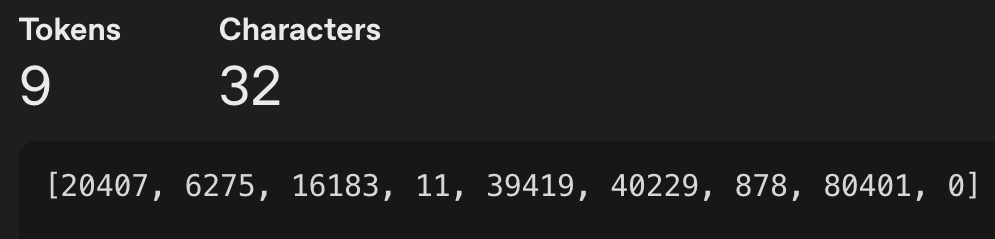 Tokens Characters
9 32
[20407, 6275, 16183, 11, 39419, 40229, 878, 80401, 0]